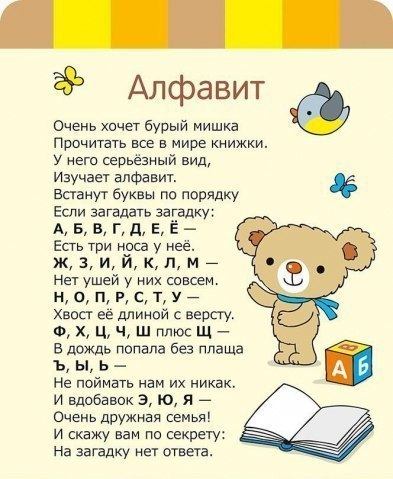 Алфавит
Очень хочет бурый мишка
Прочитать все в мире книжки.
У него серьёзный вид,
Изучает алфавит.
Встанут буквы по порядку
Если загадать загадку:
А, Б, В, Г, Д, Е, Ё —
Есть три носа у неё.
Ж, З, И, Й, К, Л, М —
Нет ушей у них совсем.
Н, О, П, Р, С, Т, У —
Хвост её длиной с версту.
Ф, Х, Ц, Ч, Ш плюс Щ —
В дождь попала без плаща
Ъ, Ы, Ь —
Не поймать нам их никак.
И вдобавок Э, Ю, Я —
Очень дружная семья!
И скажу вам по секрету:
На загадку нет ответа.
В
А Б